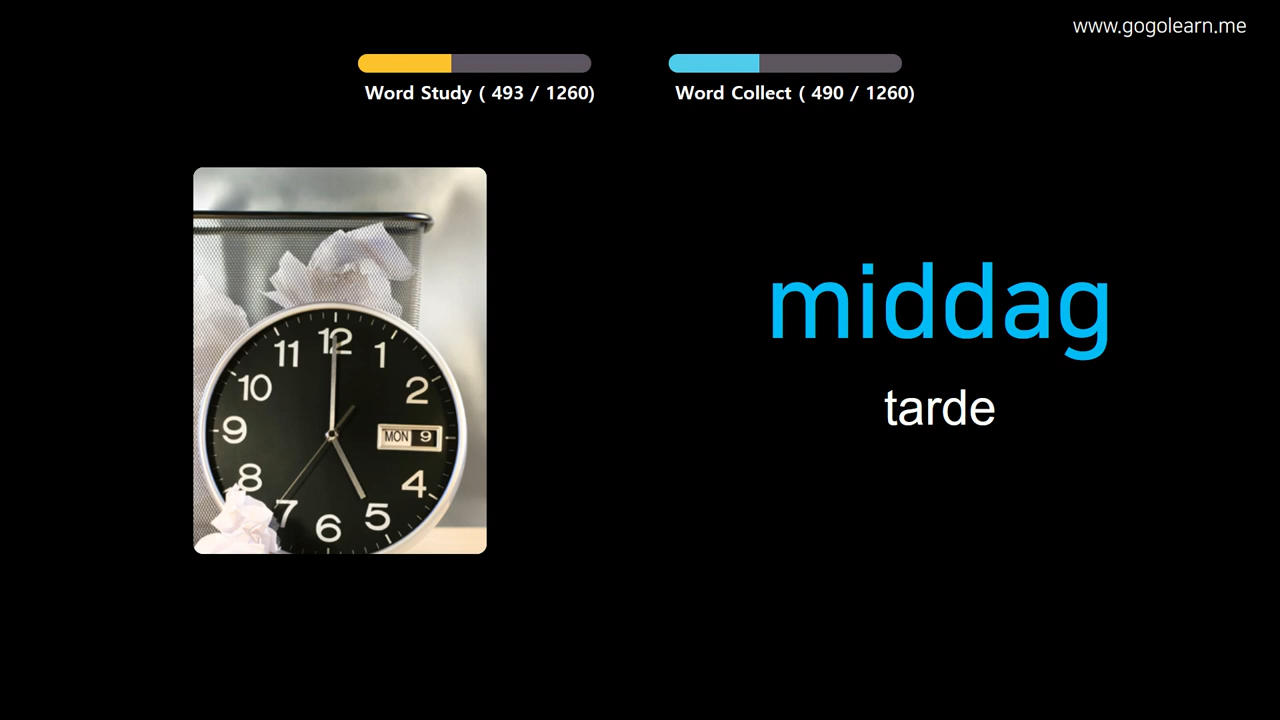 www.gogolearn.me
Word Study ( 493 / 1260)
Word Collect ( 490 / 1260)
12
11
1
10
2
9
MON 9
8
4
7
5
6
middag
tarde